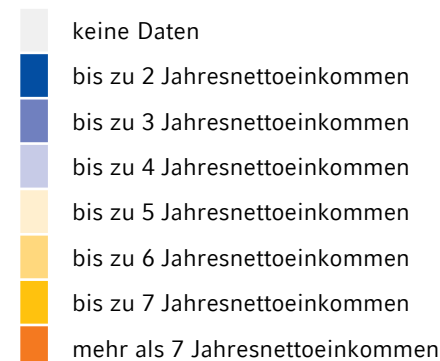 keine Daten
bis zu 2 Jahresnettoeinkommen
bis zu 3 Jahresnettoeinkommen
bis zu 4 Jahresnettoeinkommen
bis zu 5 Jahresnettoeinkommen
bis zu 6 Jahresnettoeinkommen
bis zu 7 Jahresnettoeinkommen
mehr als 7 Jahresnettoeinkommen